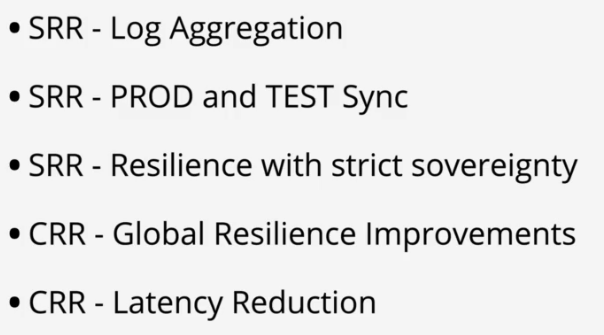 • SRR - Log Aggregation
• SRR - PROD and TEST Sync
• SRR - Resilience with strict sovereignty
• CRR - Global Resilience Improvements
• CRR - Latency Reduction